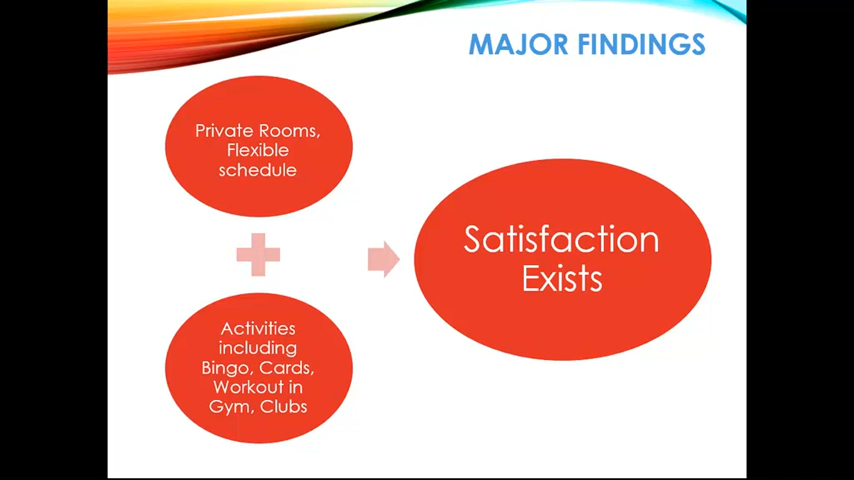 MAJOR FINDINGS
Private Rooms,
Flexible
schedule
Activities
including
Bingo, Cards,
Workout in
Gym, Clubs
Satisfaction
Exists